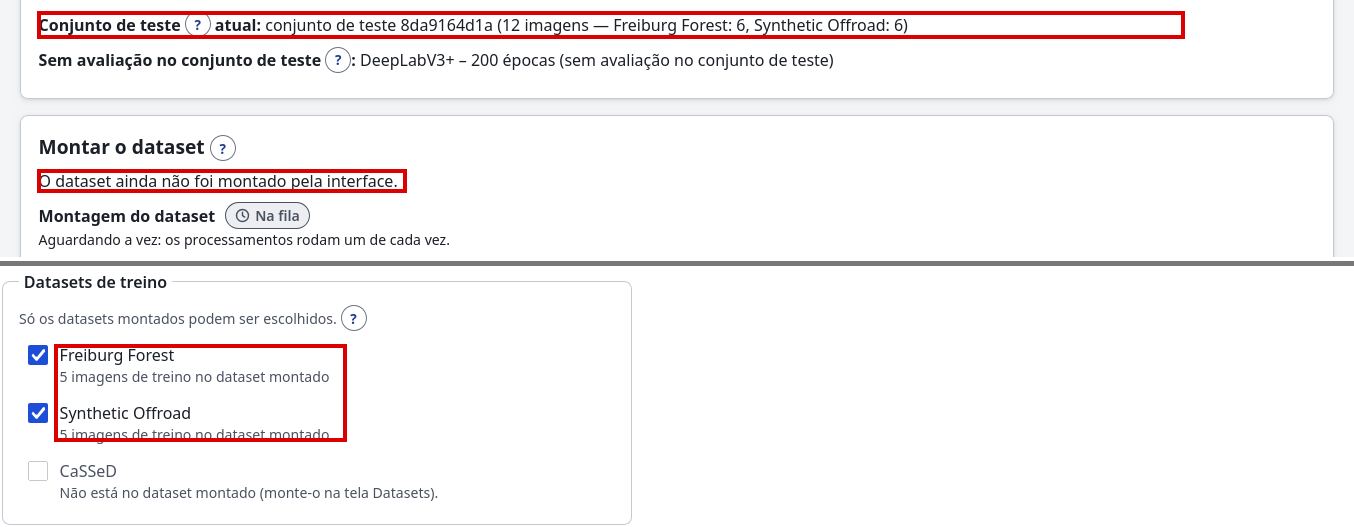 Conjunto de teste ? atual: conjunto de teste 8da9164d1a (12 imagens — Freiburg Forest: 6, Synthetic Offroad: 6)
Sem avaliação no conjunto de teste ? : DeepLabV3+ – 200 épocas (sem avaliação no conjunto de teste)
Montar o dataset ?
O dataset ainda não foi montado pela interface.
Montagem do dataset Na fila
Aguardando a vez: os processamentos rodam um de cada vez.
Datasets de treino
Só os datasets montados podem ser escolhidos. ?
Freiburg Forest
5 imagens de treino no dataset montado
Synthetic Offroad
5 imagens de treino no dataset montado
CaSSeD
Não está no dataset montado (monte-o na tela Datasets).